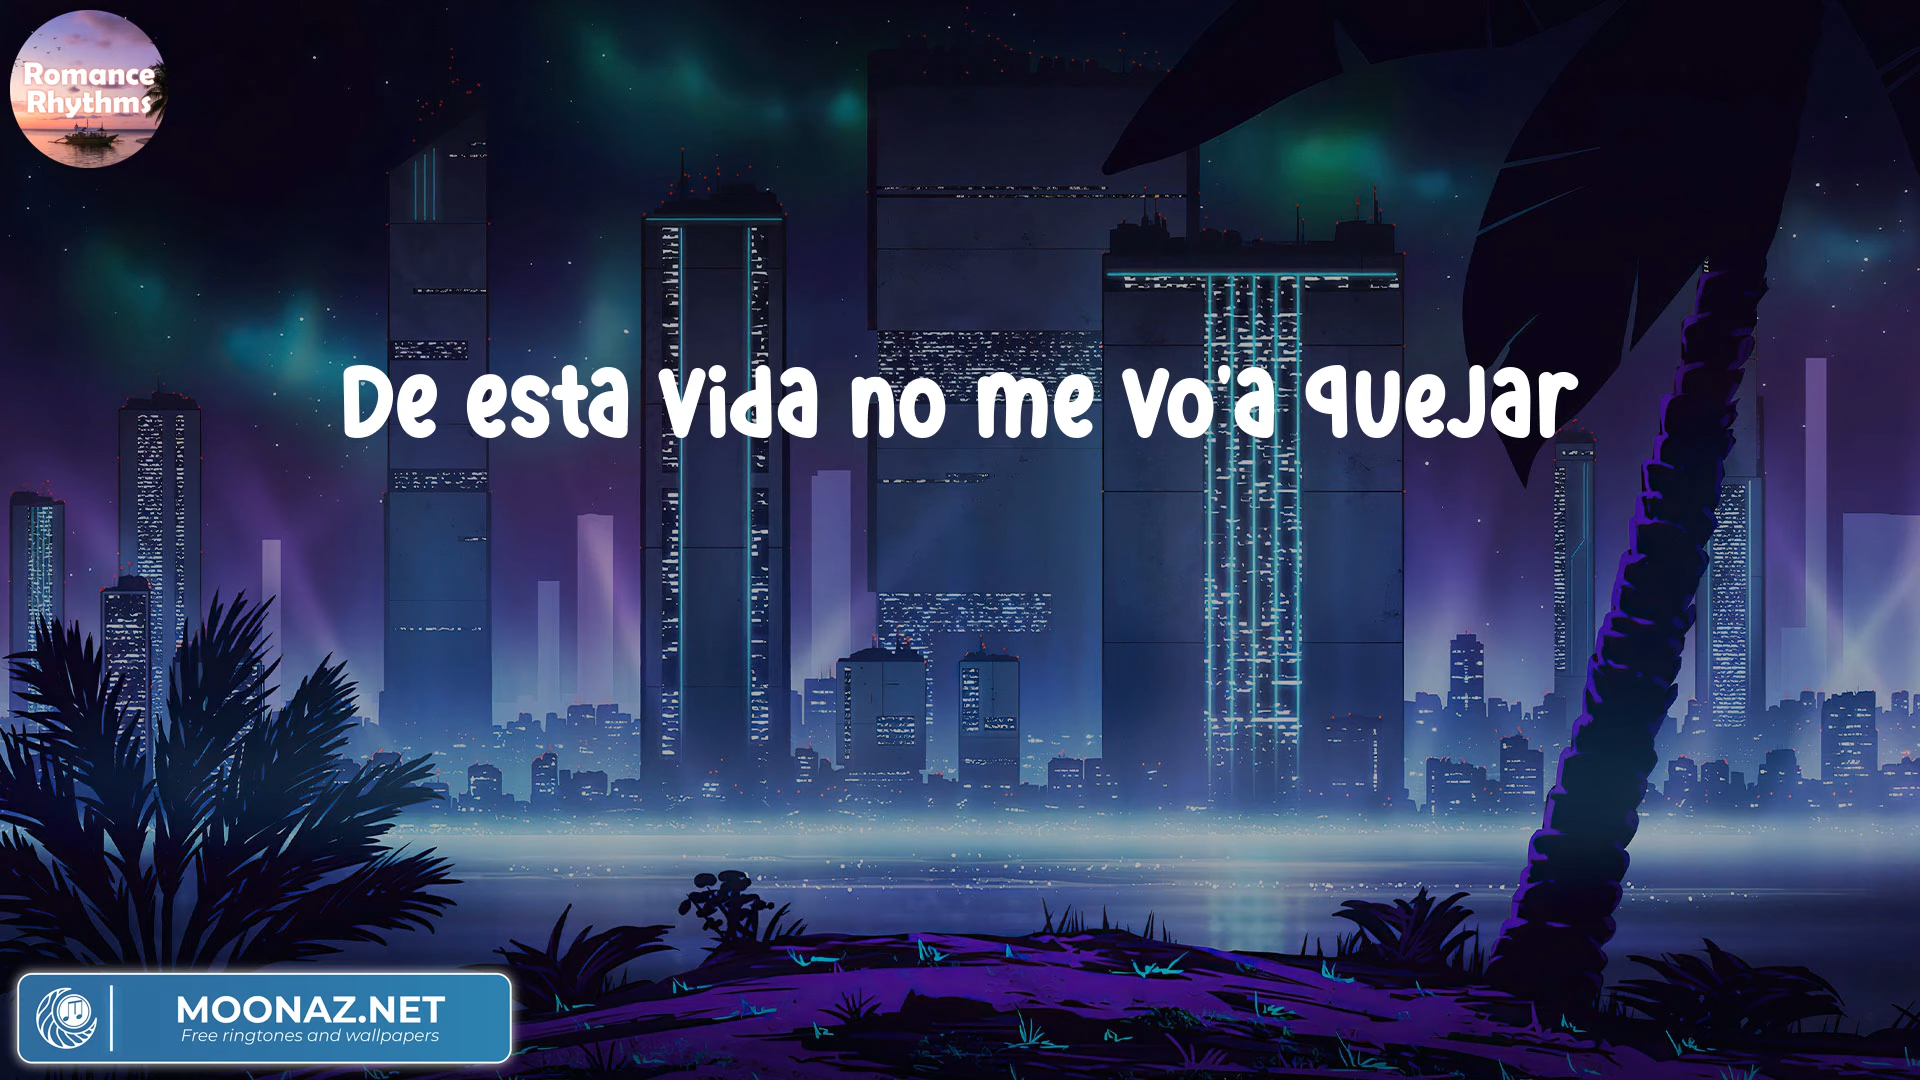 Romance
Rhythms
De esta vida no me vo'a quejar
MOONAZ.NET
Free ringtones and wallpapers